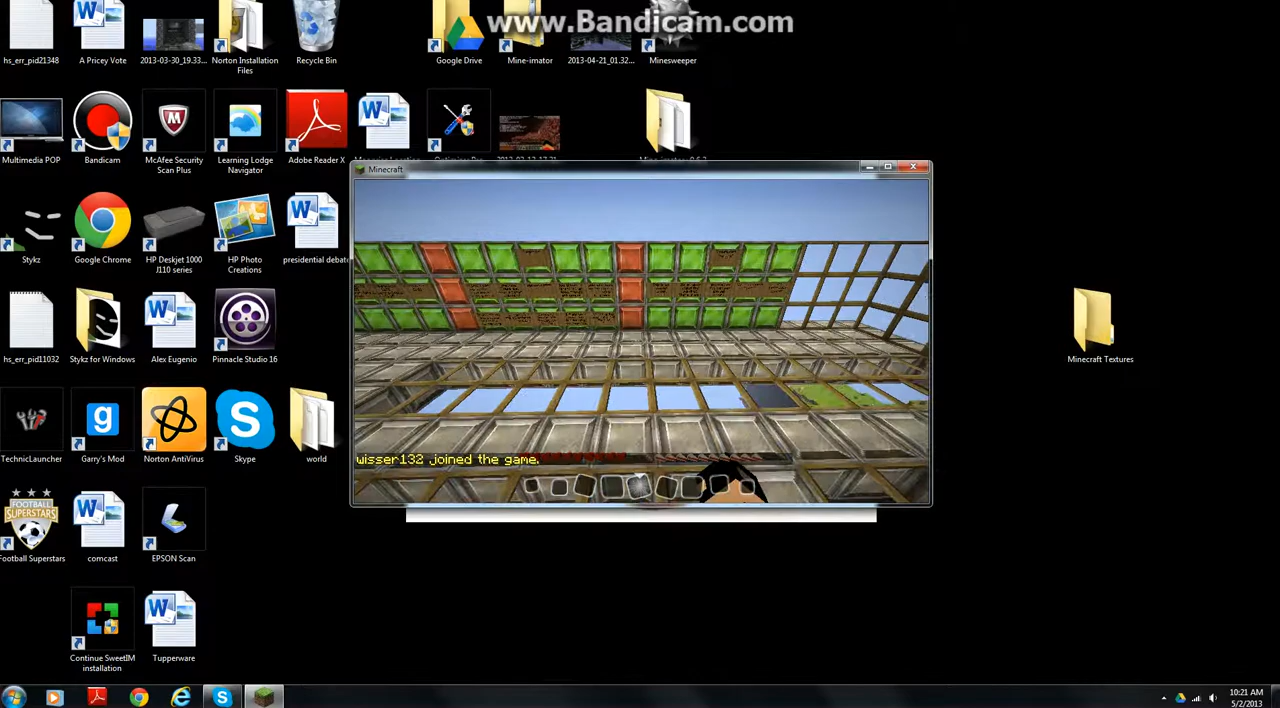 www.Bandicam.com
hs_err_pid21348
A Pricey Vote
2013-03-30_19.33...
Norton Installation
Files
Recycle Bin
Google Drive
Mine-imator
2013-04-21_01.32...
Minesweeper
Multimedia POP
Bandicam
McAfee Security
Scan Plus
Learning Lodge
Navigator
Adobe Reader X
Minecraft
Stykz
Google Chrome
HP Deskjet 1000
J110 series
HP Photo
Creations
presidential debate
hs_err_pid11032
Stykz for Windows
Alex Eugenio
Pinnacle Studio 16
Minecraft Textures
TechnicLauncher
Garry's Mod
Norton AntiVirus
Skype
world
wisser132 joined the game.
FOOTBALL
SUPERSTARS
Football Superstars
comcast
EPSON Scan
Continue SweetIM
installation
Tupperware
10:21 AM
5/2/2013